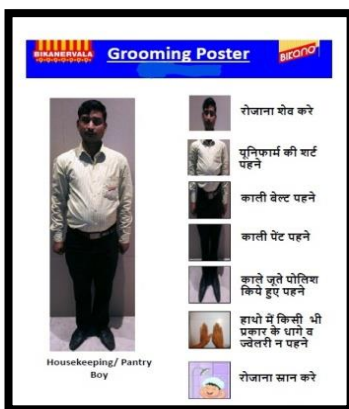 BIKANERVALA
Grooming Poster
Bikano
रोजाना शेव करे
यूनिफार्म की शर्ट
पहने
काली बेल्ट पहने
काली पेंट पहने
काले जूते पोलिश
किये हुए पहने
हाथो में किसी भी
प्रकार के धागे व
ज्वेलरी न पहने
रोजाना स्नान करे
Housekeeping/ Pantry
Boy